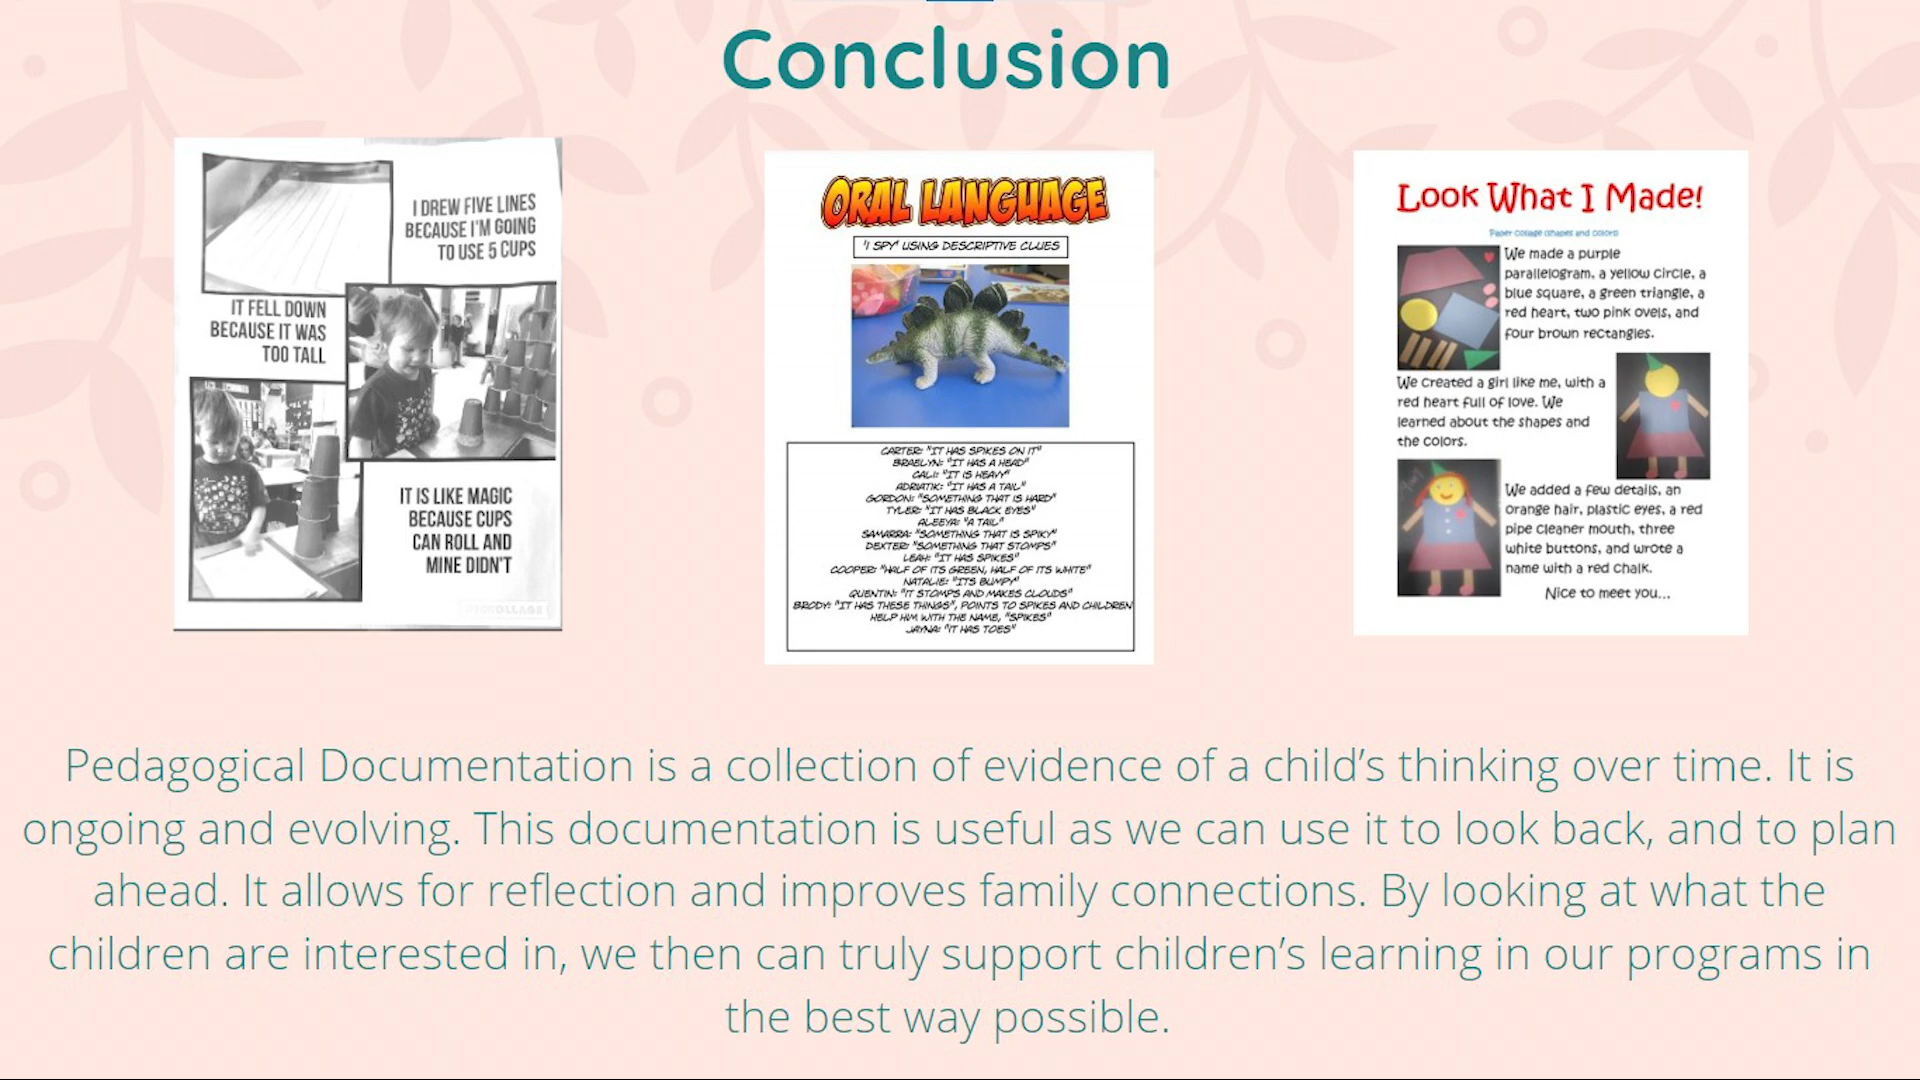 Conclusion
I DREW FIVE LINES
BECAUSE I'M GOING
TO USE 5 CUPS
IT FELL DOWN
BECAUSE IT WAS
TOO TALL
IT IS LIKE MAGIC
BECAUSE CUPS
CAN ROLL AND
MINE DIDN'T
ORAL LANGUAGE
'I SPY' USING DESCRIPTIVE CLUES
CARTER: "IT HAS SPIKES ON IT"
BRAELYN: "IT HAS A HEAD"
CALI: "IT IS HEAVY"
ADRIATIK: "IT HAS A TAIL"
GORDON: "SOMETHING THAT IS HARD"
TYLER: "IT HAS BLACK EYES"
ALEEYA: "A TAIL"
SAMARRA: "SOMETHING THAT IS SPIKY"
DEXTER: "SOMETHING THAT STOMPS"
LEAH: "IT HAS SPIKES"
COOPER: "HALF OF ITS GREEN, HALF OF ITS WHITE"
NATALIE: "ITS BUMPY"
QUENTIN: "IT STOMPS AND MAKES CLOUDS"
BRODY: "IT HAS THESE THINGS", POINTS TO SPIKES AND CHILDREN
HELP HIM WITH THE NAME, "SPIKES"
JAYNA: "IT HAS TOES"
Look What I Made!
Paper Collage (shapes and colors)
We made a purple
parallelogram, a yellow circle, a
blue square, a green triangle, a
red heart, two pink ovels, and
four brown rectangles.
We created a girl like me, with a
red heart full of love. We
learned about the shapes and
the colors.
We added a few details, an
orange hair, plastic eyes, a red
pipe cleaner mouth, three
white buttons, and wrote a
name with a red chalk.
Nice to meet you...
Pedagogical Documentation is a collection of evidence of a child's thinking over time. It is
ongoing and evolving. This documentation is useful as we can use it to look back, and to plan
ahead. It allows for reflection and improves family connections. By looking at what the
children are interested in, we then can truly support children's learning in our programs in
the best way possible.